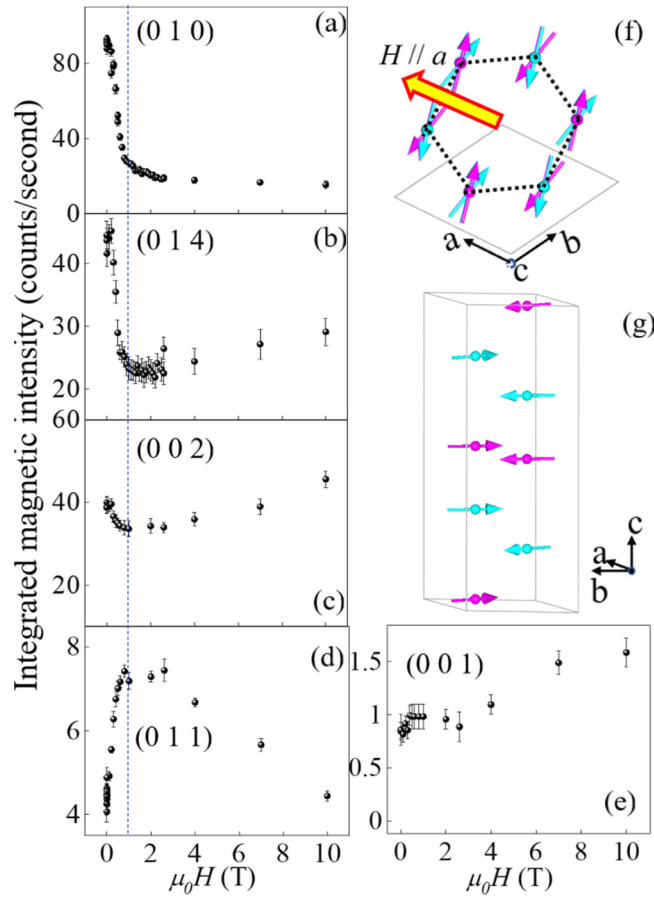 Integrated magnetic intensity (counts/second)
(0 1 0)
(a)
80
40
0
(0 1 4)
(b)
40
30
20
60
(0 0 2)
40
20
(c)
8
(d)
(0 1 1)
6
4
0 2 4 6 8 10
μ₀H (T)
(f)
H // a
a
b
c
(g)
c
a
b
(0 0 1)
1.5
1
0.5
0
(e)
0 2 4 6 8 10
μ₀H (T)